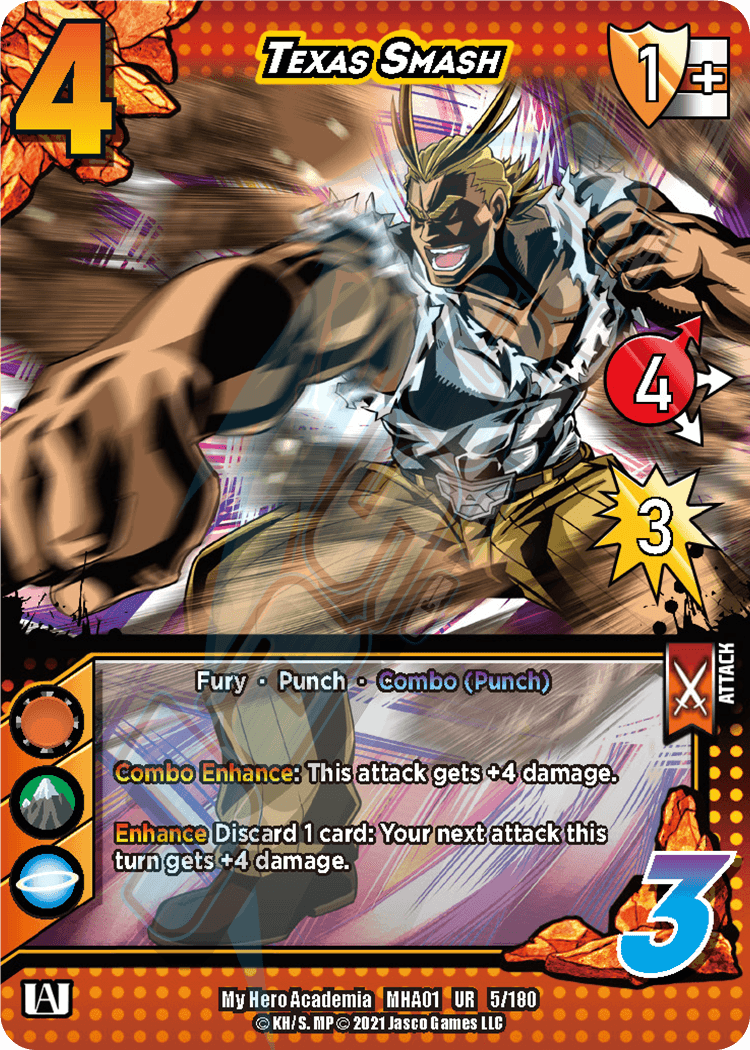 4
Texas Smash
1 +
4
3
ATTACK
Fury • Punch • Combo (Punch)
Combo Enhance: This attack gets +4 damage.
Enhance Discard 1 card: Your next attack this
turn gets +4 damage.
3
My Hero Academia MHA01 UR 5/180
© KH/ S. MP © 2021 Jasco Games LLC